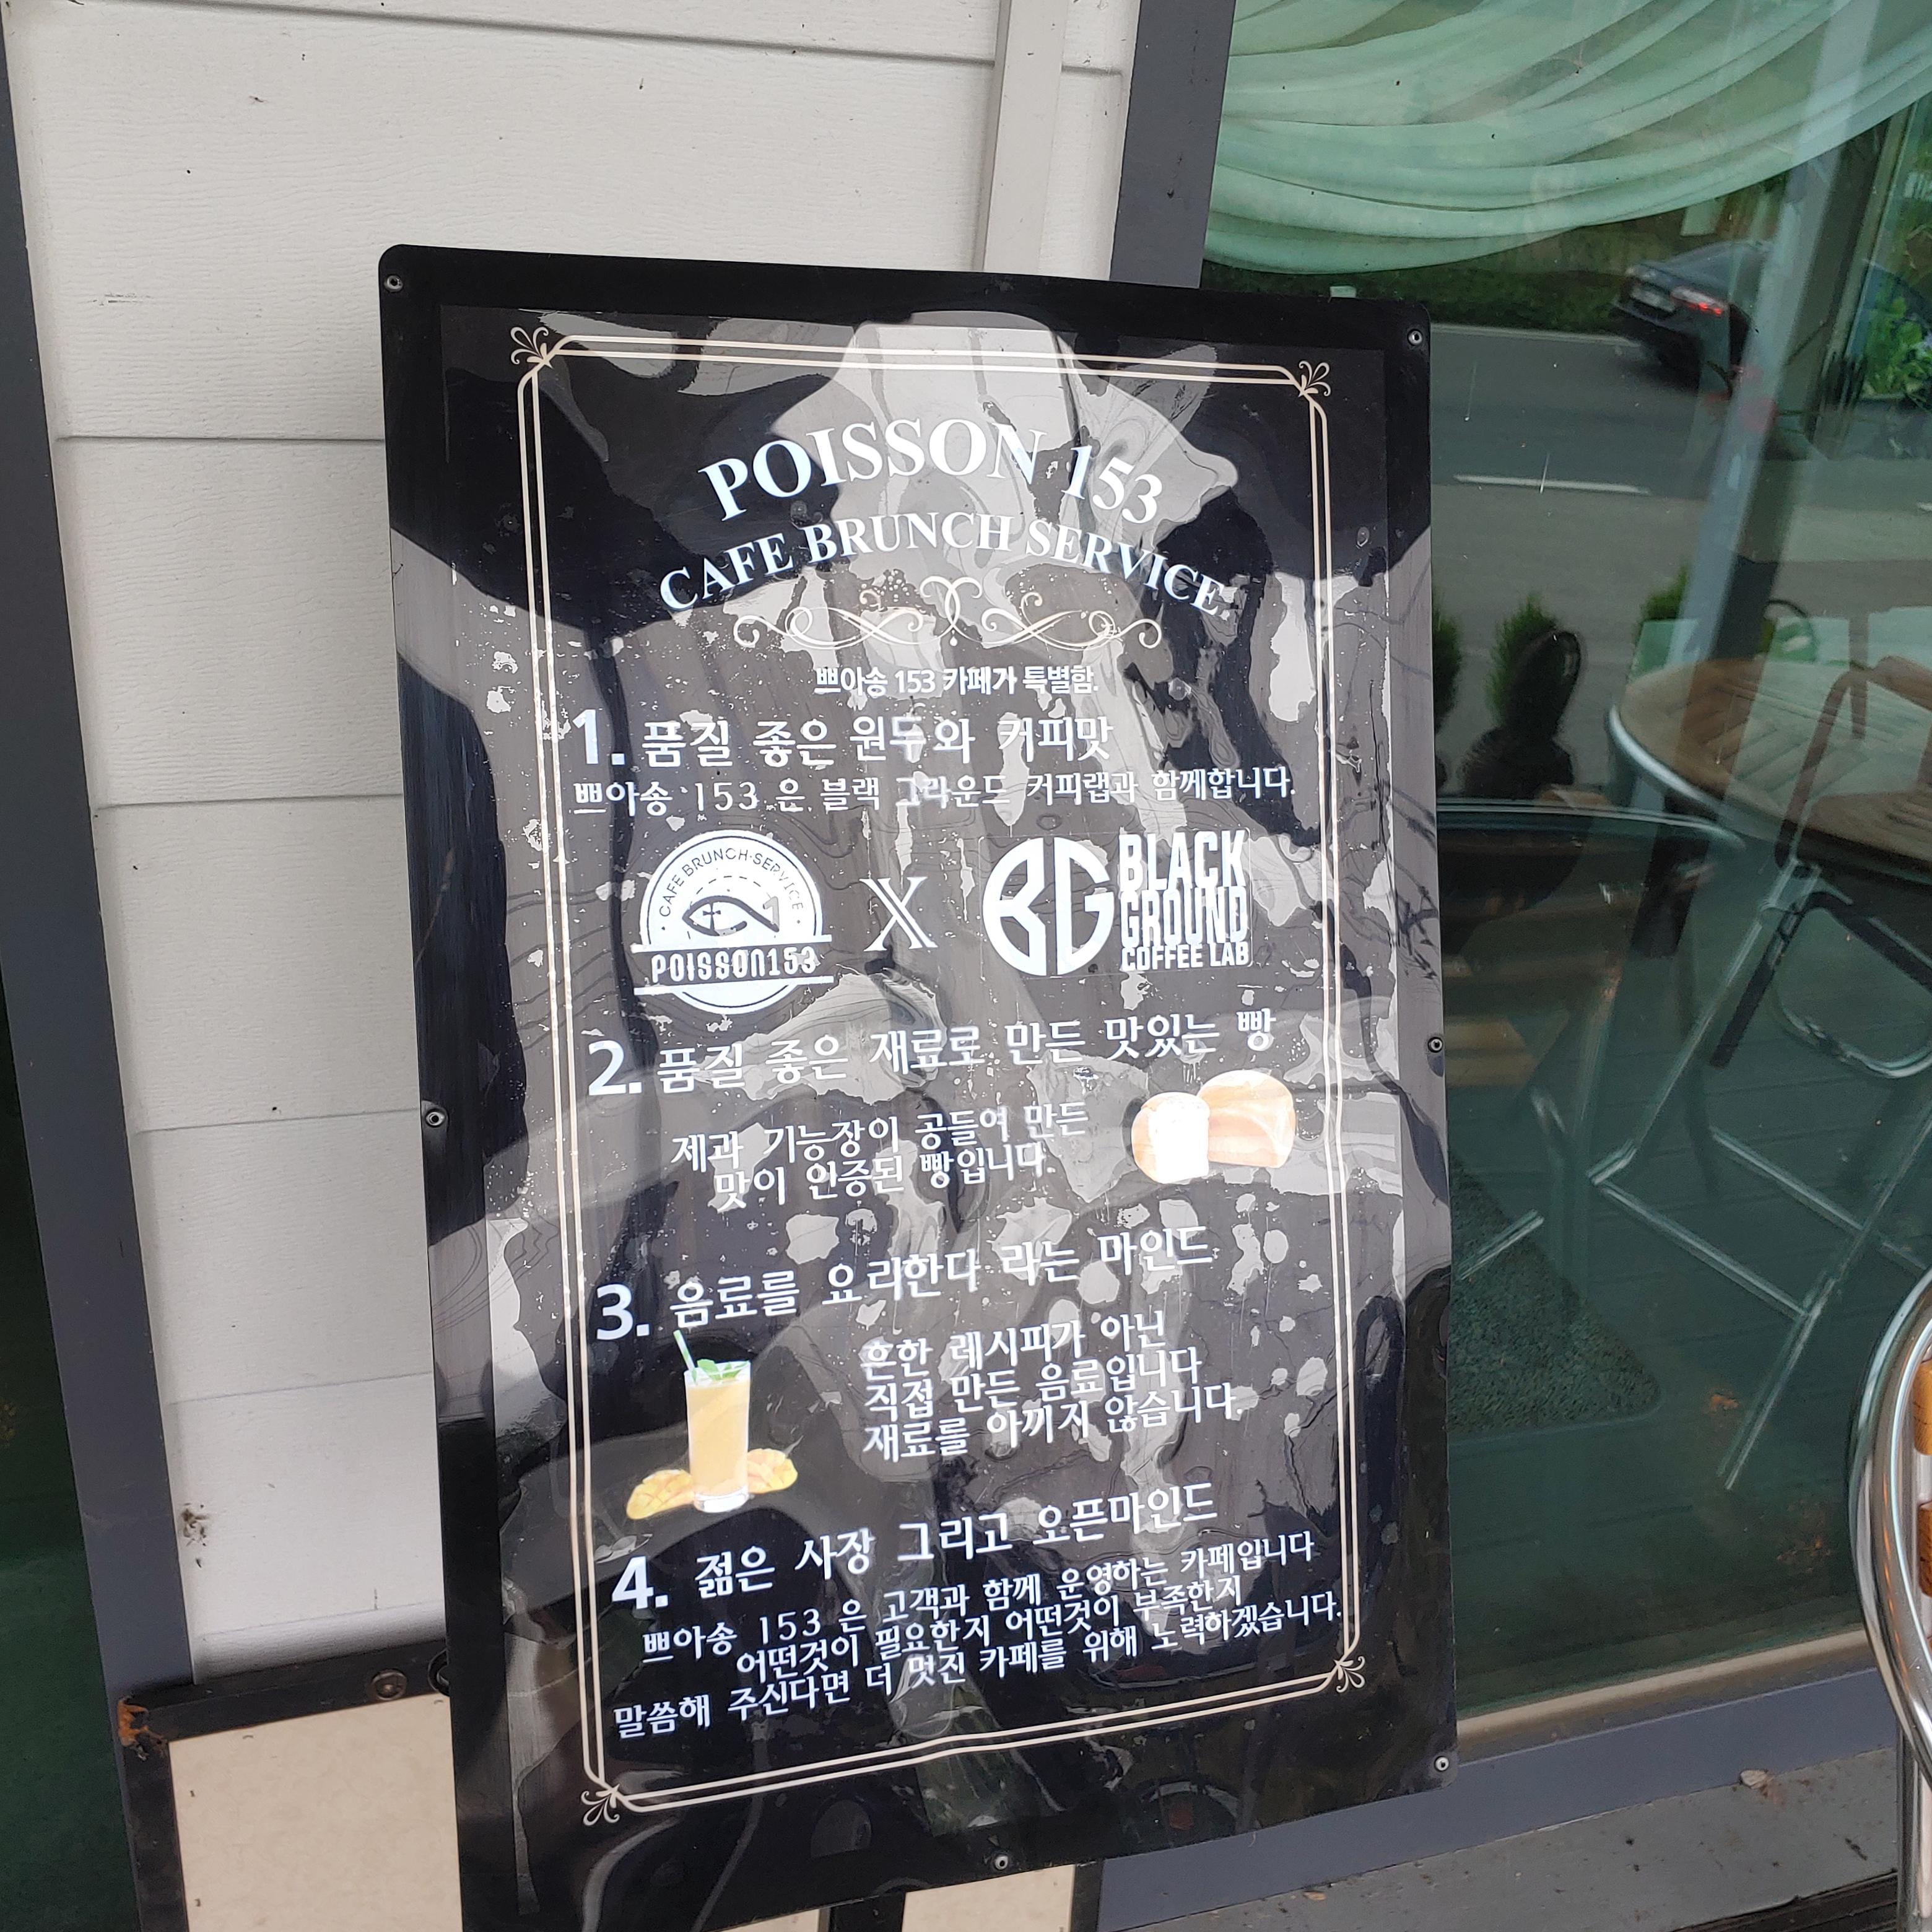 POISSON 153
CAFE BRUNCH SERVICE
쁘아송 153 카페가 특별함.
1. 품질 좋은 원두와 커피맛
쁘아송 153 은 블랙 그라운드 커피랩과 함께합니다.
CAFE BRUNCH·SERVICE
POISSON153
X
BG
BLACK
GROUND
COFFEE LAB
2. 품질 좋은 재료로 만든 맛있는 빵
제과 기능장이 공들여 만든
맛이 인증된 빵입니다.
3. 음료를 요리한다 라는 마인드
흔한 레시피가 아닌
직접 만든 음료입니다
재료를 아끼지 않습니다.
4. 젊은 사장 그리고 오픈마인드
쁘아송 153 은 고객과 함께 운영하는 카페입니다
어떤것이 필요한지 어떤것이 부족한지
말씀해 주신다면 더 멋진 카페를 위해 노력하겠습니다.